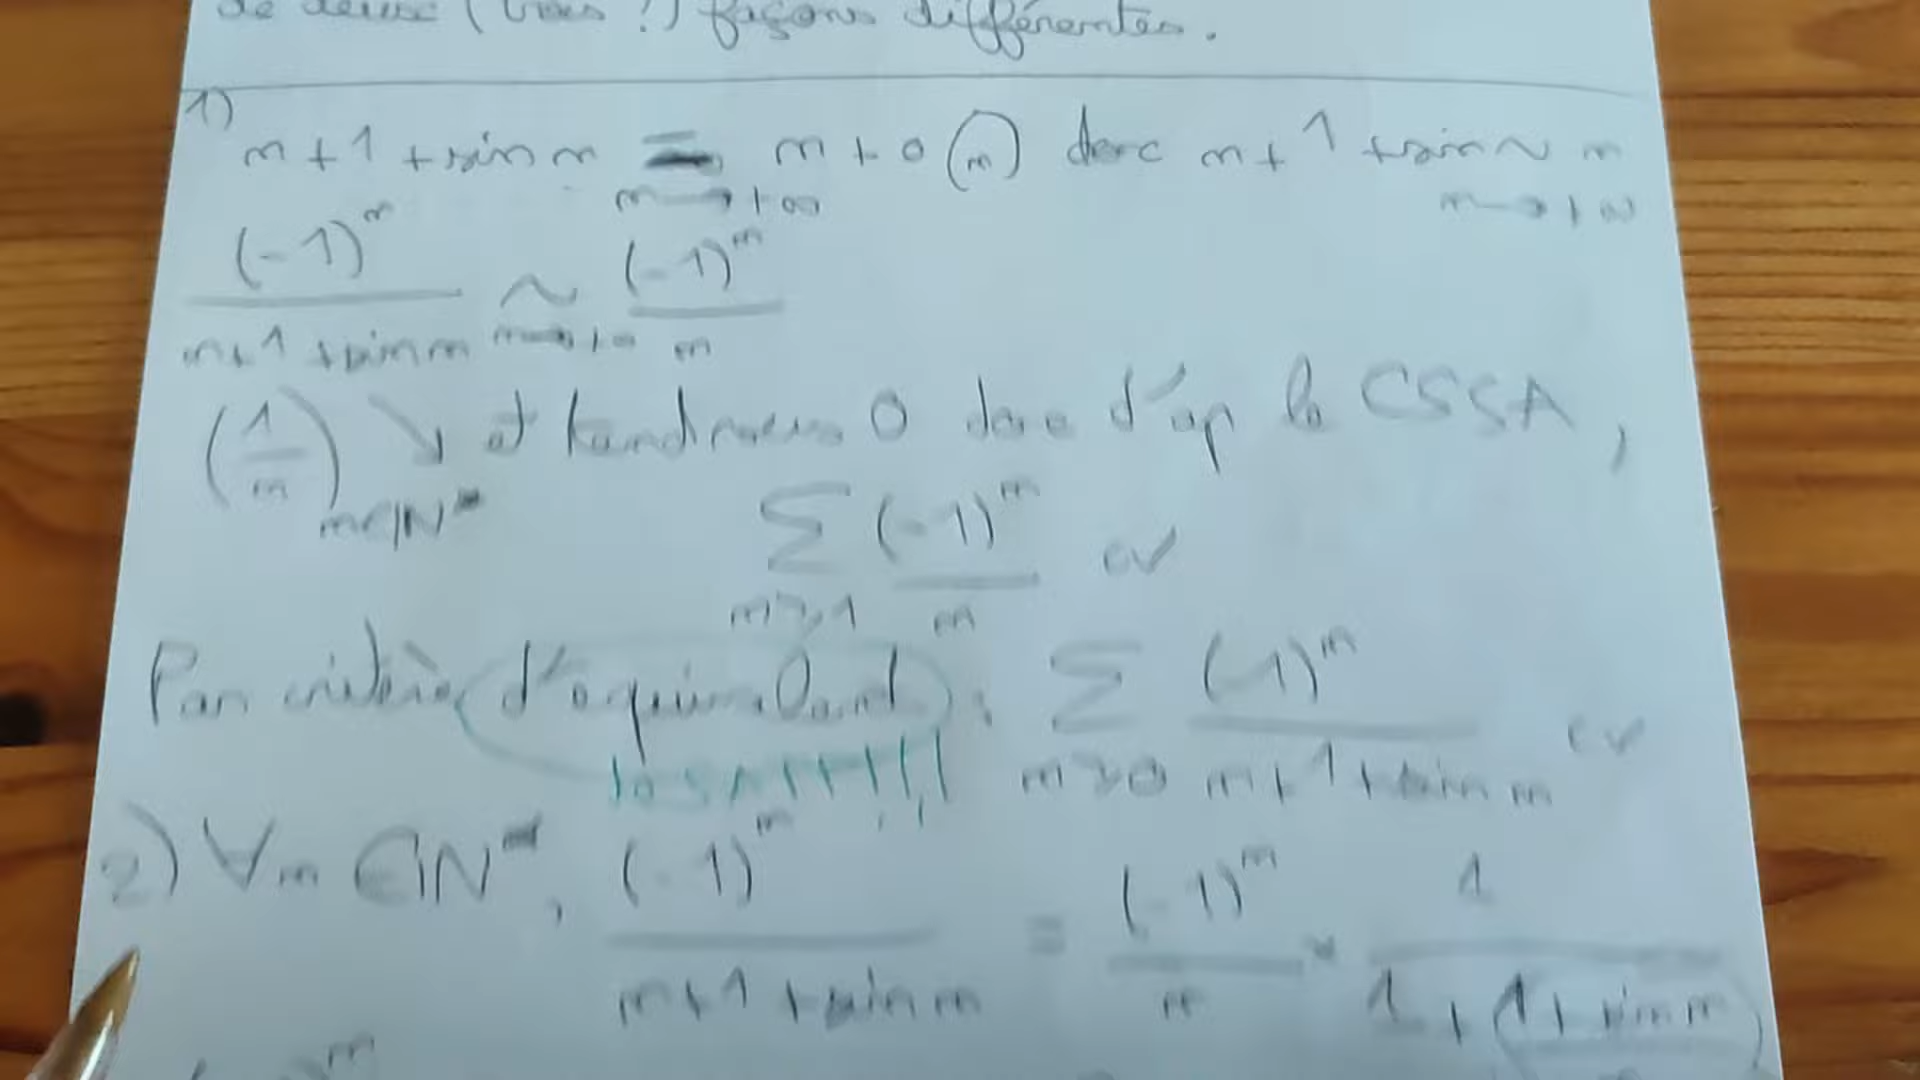 de deux (trois ?) façons différentes.
1)
n+1+sin n = n + o(n) donc n+1+sin n ~ n
n→+∞ n→+∞
(-1)^n / (n+1+sin n) ~ (-1)^n / n
n→+∞
(1/n) n∈ℕ* ↘ et tend vers 0 donc d'ap le CSSA,
∑ n⩾1 (-1)^n / n cv
Par critère d'équivalent, ∑ n⩾0 (-1)^n / (n+1+sin n) cv
2) ∀n ∈ ℕ*, (-1)^n / (n+1+sin n) = (-1)^n / n × 1 / (1 + (1+sin n